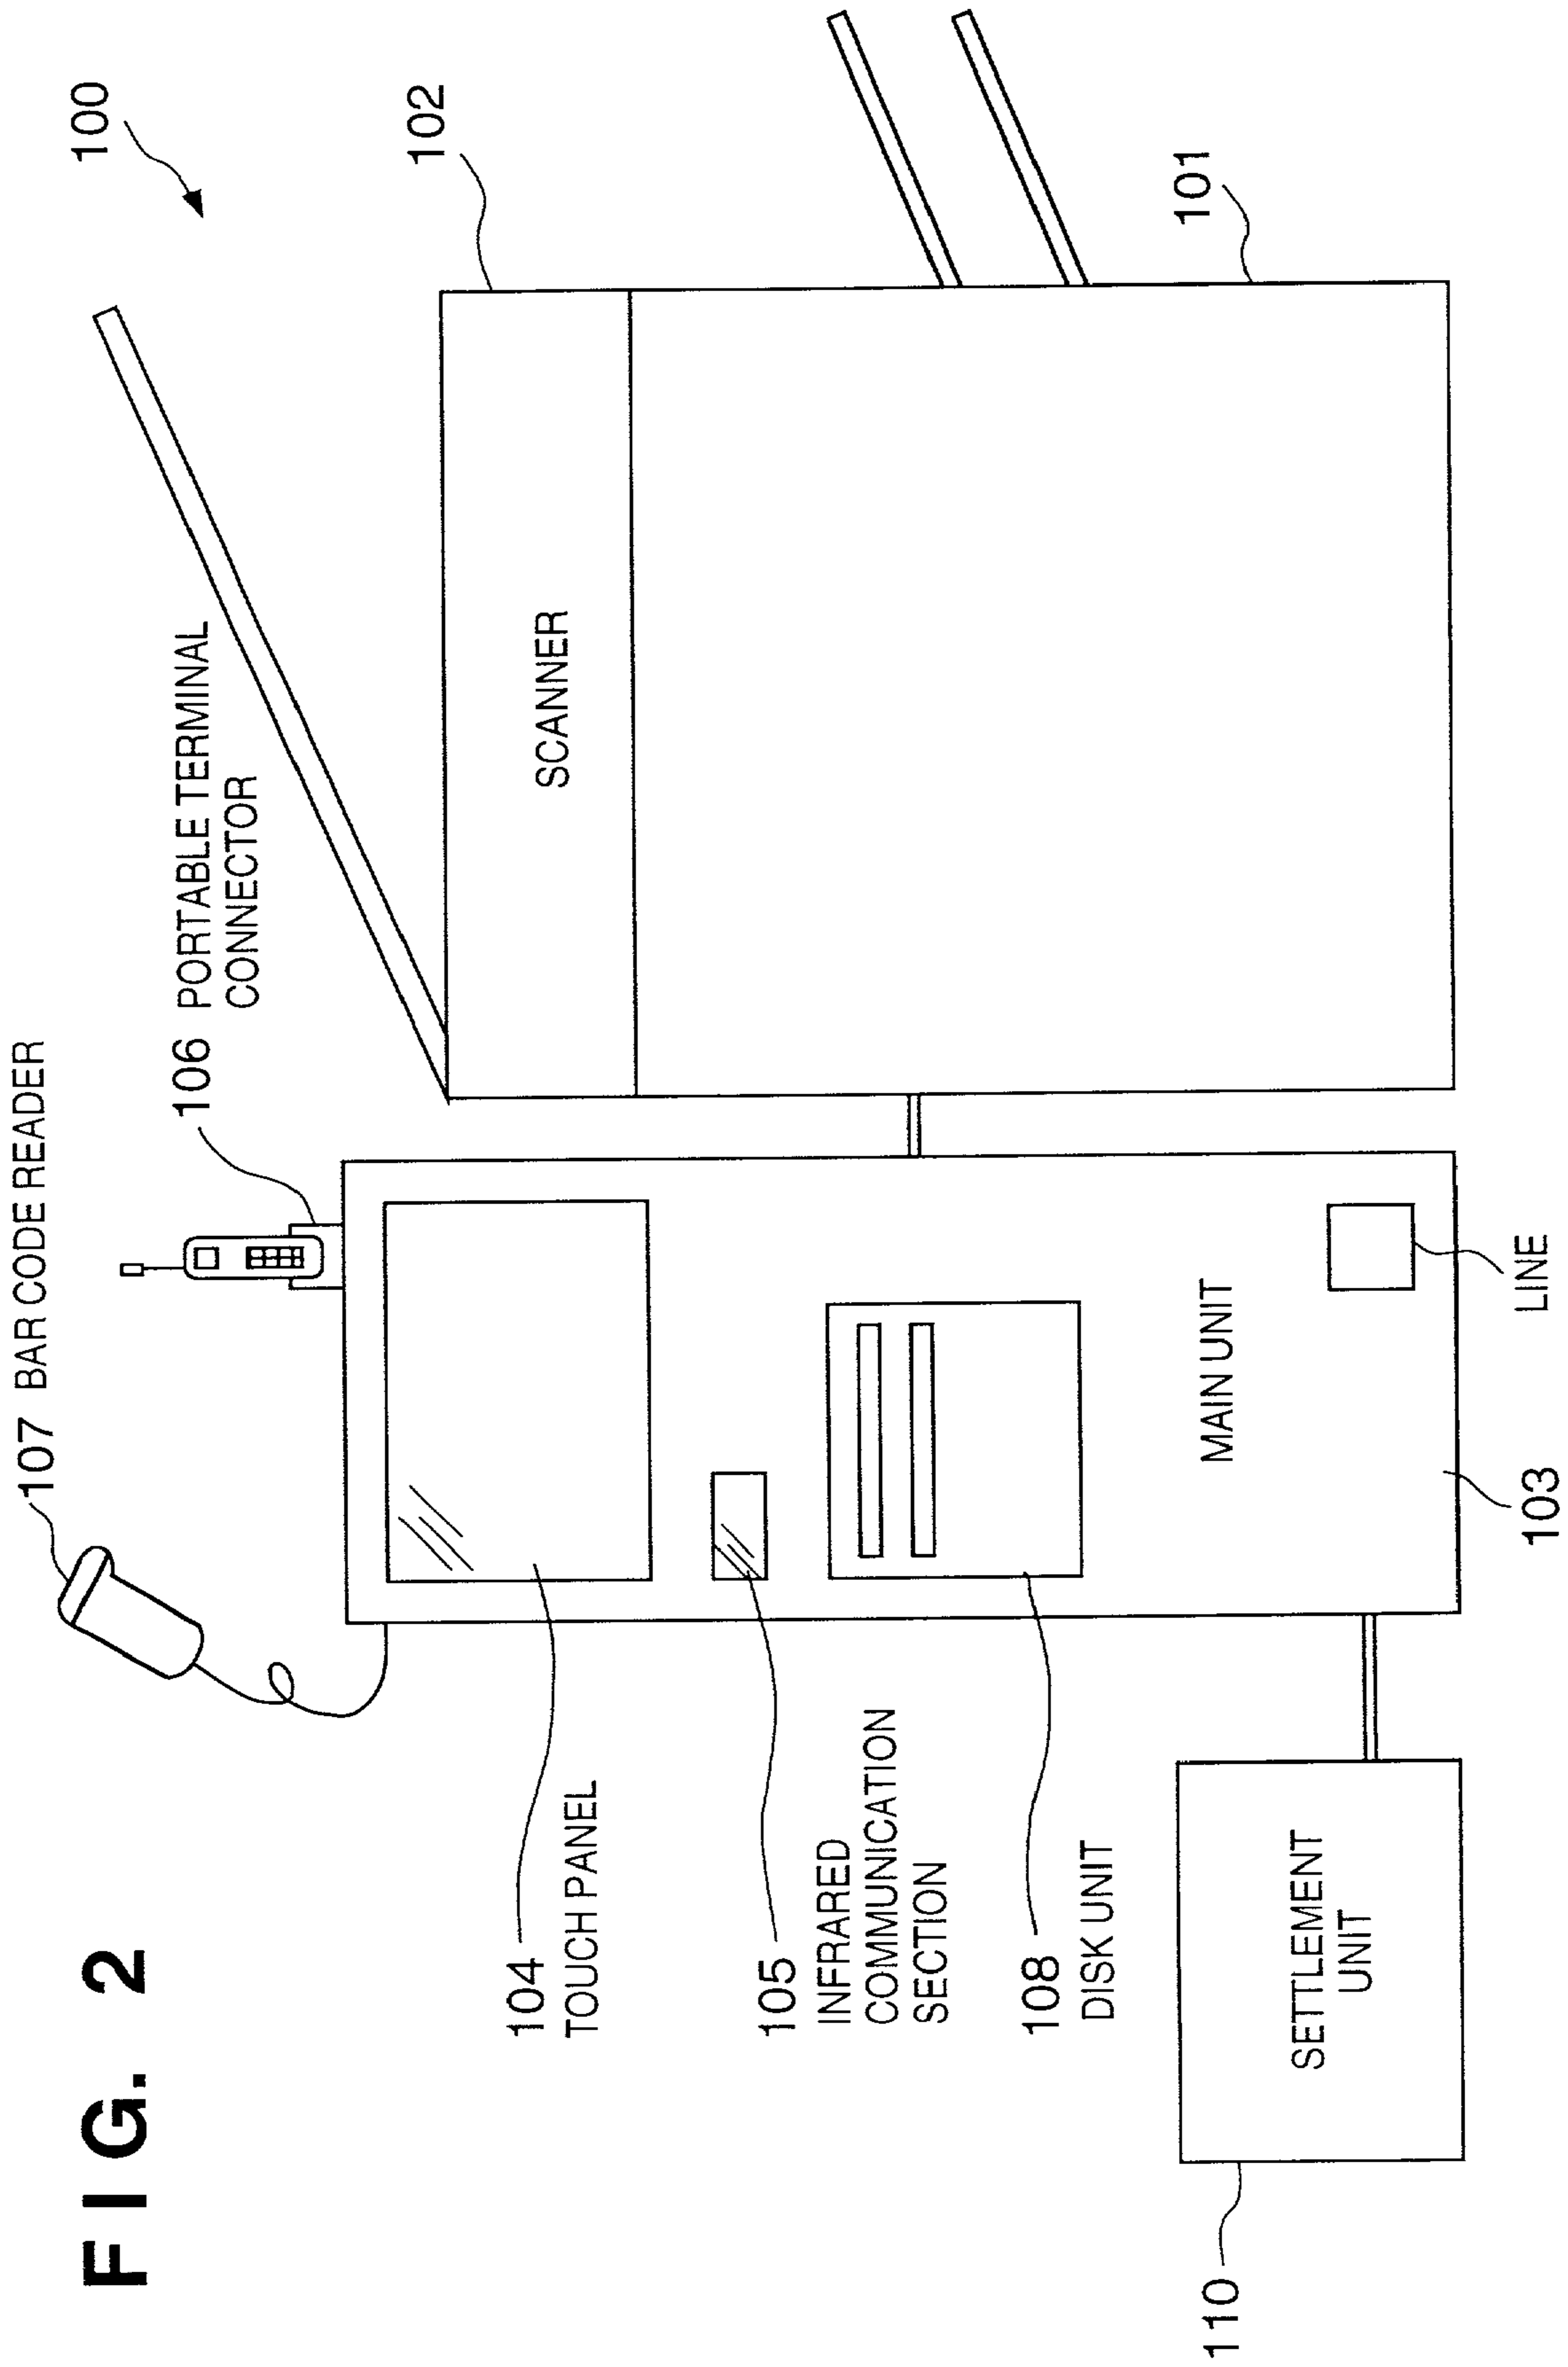 FIG. 2
100
107 BAR CODE READER
106 PORTABLE TERMINAL
CONNECTOR
102
SCANNER
101
104
TOUCH PANEL
105
INFRARED
COMMUNICATION
SECTION
108
DISK UNIT
MAIN UNIT
LINE
103
SETTLEMENT
UNIT
110